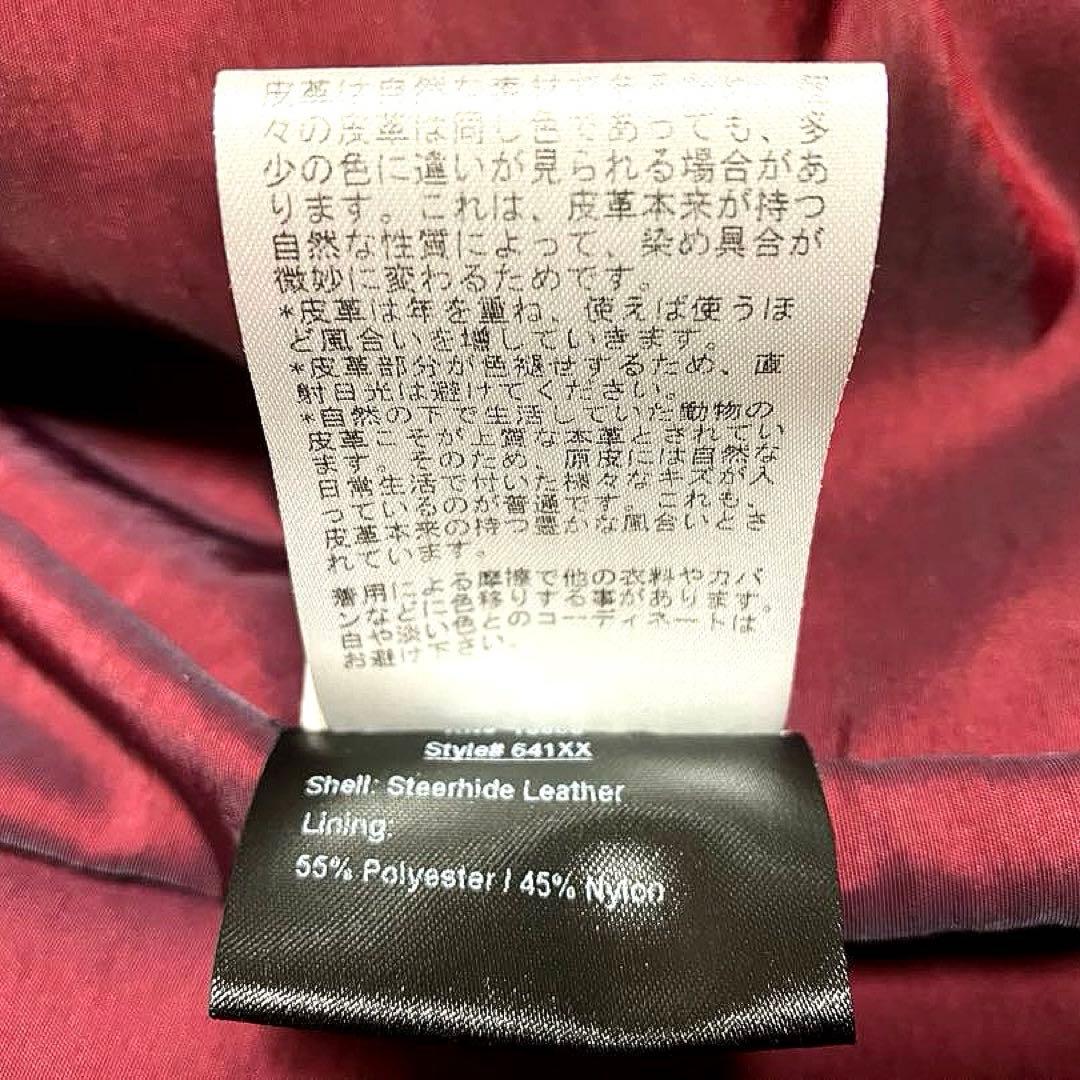 皮革は自然な素材であるため、個
々の皮革は同じ色であっても、多
少の色に違いが見られる場合があ
ります。これは、皮革本来が持つ
自然な性質によって、染め具合が
微妙に変わるためです。
*皮革は年を重ね、使えば使うほ
ど風合いを増していきます。
*皮革部分が色褪せするため、直
射日光は避けてください。
*自然の下で生活していた動物の
皮革こそが上質な本革とされてい
ます。そのため、原皮には自然な
日常生活で付いた様々なキズが入
っているのが普通です。これも、
皮革本来の持つ豊かな風合いとさ
れています。
着用による摩擦で他の衣料やカバ
ンなどに色移りする事があります。
白や淡い色とのコーディネートは
お避け下さい。
Style# 641XX
Shell: Steerhide Leather
Lining:
55% Polyester / 45% Nylon